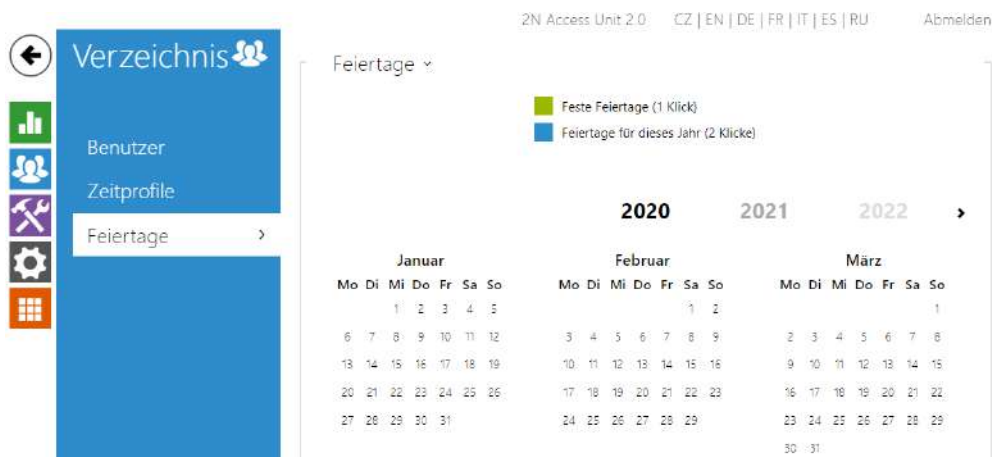 2N Access Unit 2.0 CZ | EN | DE | FR | IT | ES | RU Abmelden
Verzeichnis
Benutzer
Zeitprofile
Feiertage
Feiertage
Feste Feiertage (1 Klick)
Feiertage für dieses Jahr (2 Klicke)
2020 2021 2022
Januar Februar März
Mo Di Mi Do Fr Sa So Mo Di Mi Do Fr Sa So Mo Di Mi Do Fr Sa So
1 2 3 4 5 1 2 1
6 7 8 9 10 11 12 3 4 5 6 7 8 9 2 3 4 5 6 7 8
13 14 15 16 17 18 19 10 11 12 13 14 15 16 9 10 11 12 13 14 15
20 21 22 23 24 25 26 17 18 19 20 21 22 23 16 17 18 19 20 21 22
27 28 29 30 31 24 25 26 27 28 29 23 24 25 26 27 28 29
30 31